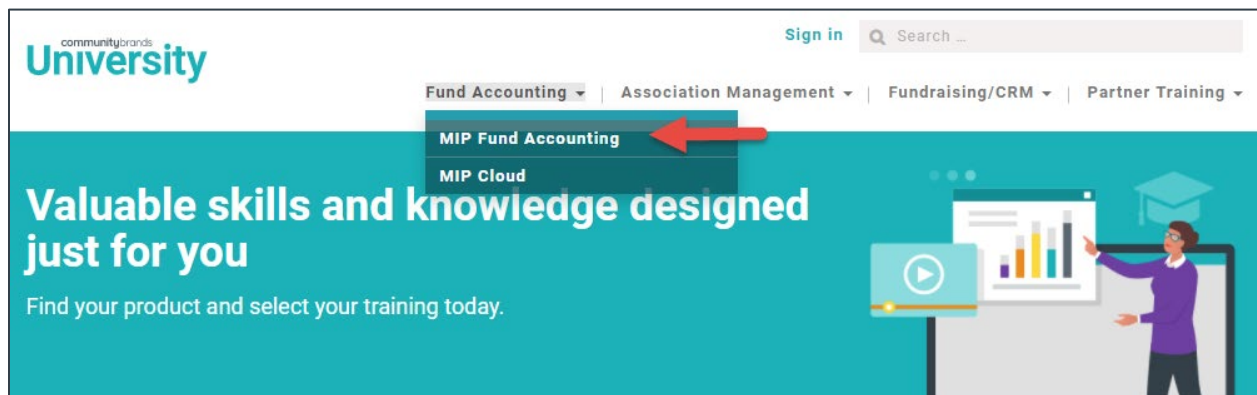 communitybrands
University
Sign in
Search ...
Fund Accounting | Association Management | Fundraising/CRM | Partner Training
MIP Fund Accounting
MIP Cloud
Valuable skills and knowledge designed
just for you
Find your product and select your training today.